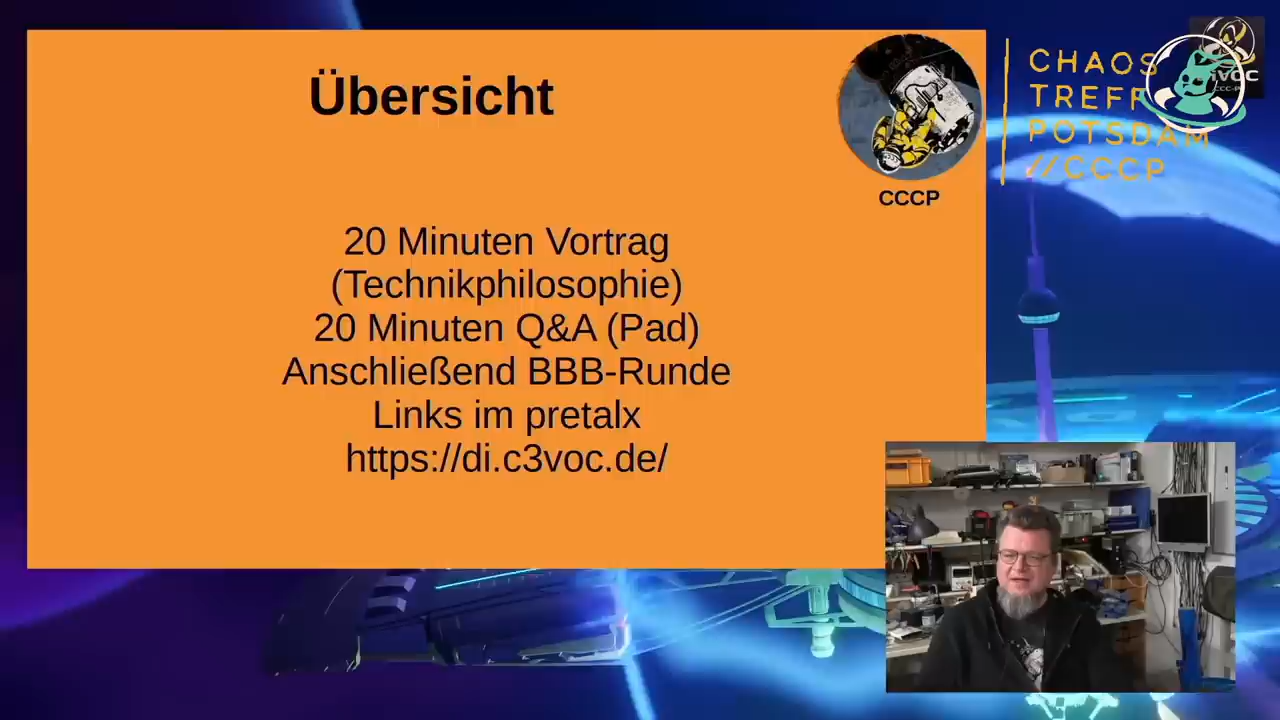 Übersicht
CCCP
20 Minuten Vortrag
(Technikphilosophie)
20 Minuten Q&A (Pad)
Anschließend BBB-Runde
Links im pretalx
https://di.c3voc.de/
CHAOS
TREFF
POTSDAM
//CCCP